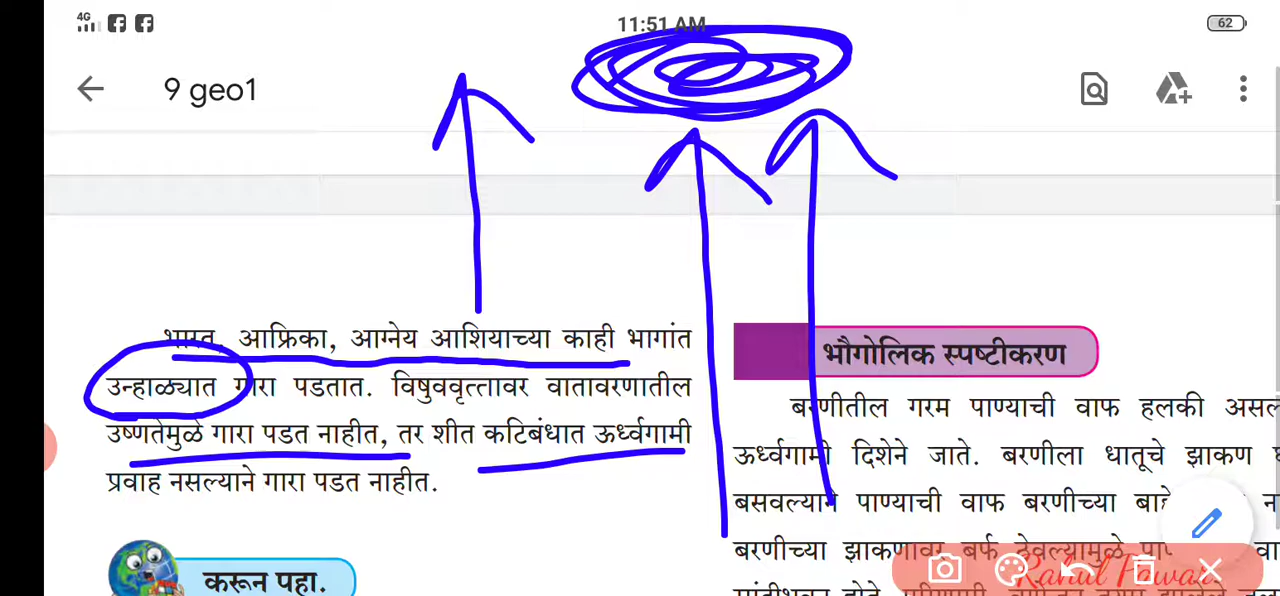 4G 11:51 AM 62
9 geo1
भारत, आफ्रिका, आग्नेय आशियाच्या काही भागांत
उन्हाळ्यात गारा पडतात. विषुववृत्तावर वातावरणातील
उष्णतेमुळे गारा पडत नाहीत, तर शीत कटिबंधात ऊर्ध्वगामी
प्रवाह नसल्याने गारा पडत नाहीत.
करून पहा.
भौगोलिक स्पष्टीकरण
बरणीतील गरम पाण्याची वाफ हलकी
ऊर्ध्वगामी दिशेने जाते. बरणीला धातूचे झाकण
बसवल्याने पाण्याची वाफ बरणीच्या
बरणीच्या झाकणावर बर्फ ठेवल्यामुळे
Rahul Pawar